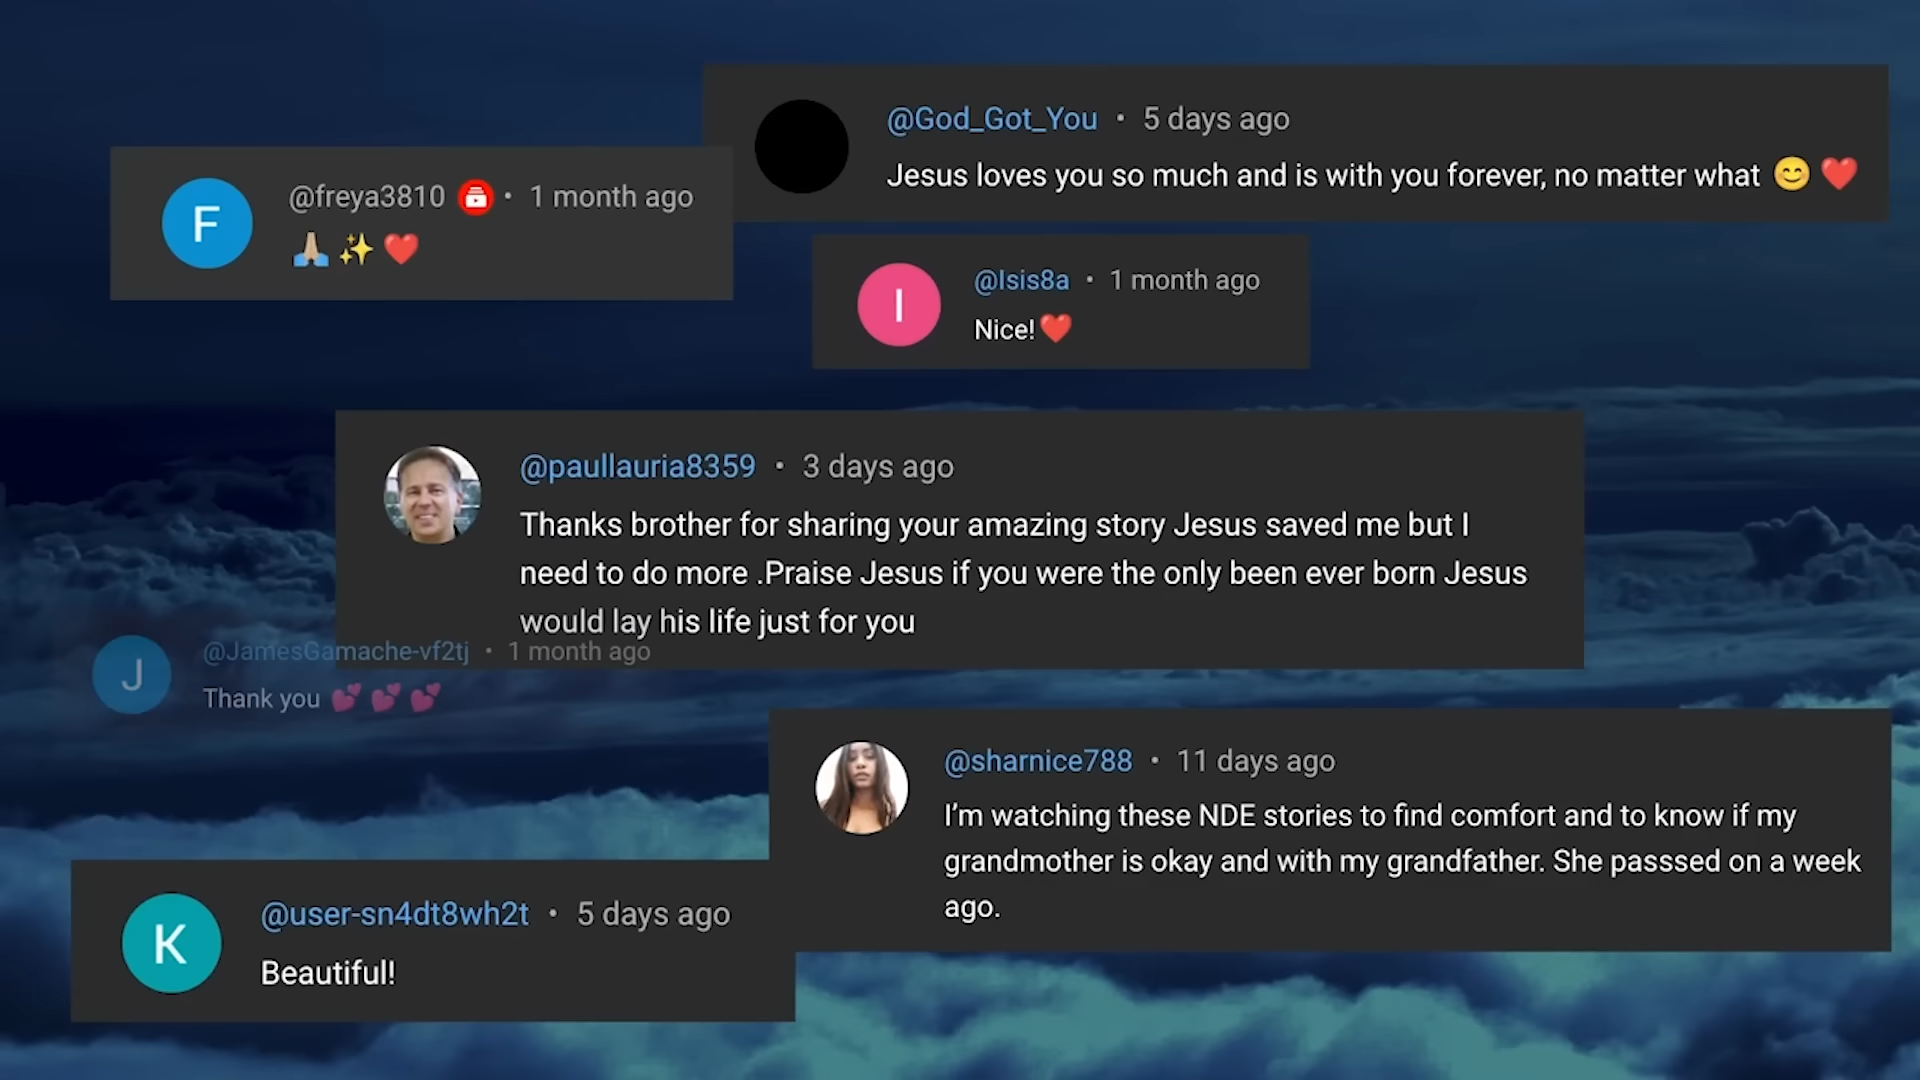 @God_Got_You • 5 days ago
Jesus loves you so much and is with you forever, no matter what 😊 ❤️
F
@freya3810 • 1 month ago
🙏🏼 ✨ ❤️
I
@Isis8a • 1 month ago
Nice! ❤️
@paullauria8359 • 3 days ago
Thanks brother for sharing your amazing story Jesus saved me but I
need to do more .Praise Jesus if you were the only been ever born Jesus
would lay his life just for you
J
@JamesGamache-vf2tj • 1 month ago
Thank you 💕 💕 💕
@sharnice788 • 11 days ago
I’m watching these NDE stories to find comfort and to know if my
grandmother is okay and with my grandfather. She passsed on a week
ago.
K
@user-sn4dt8wh2t • 5 days ago
Beautiful!